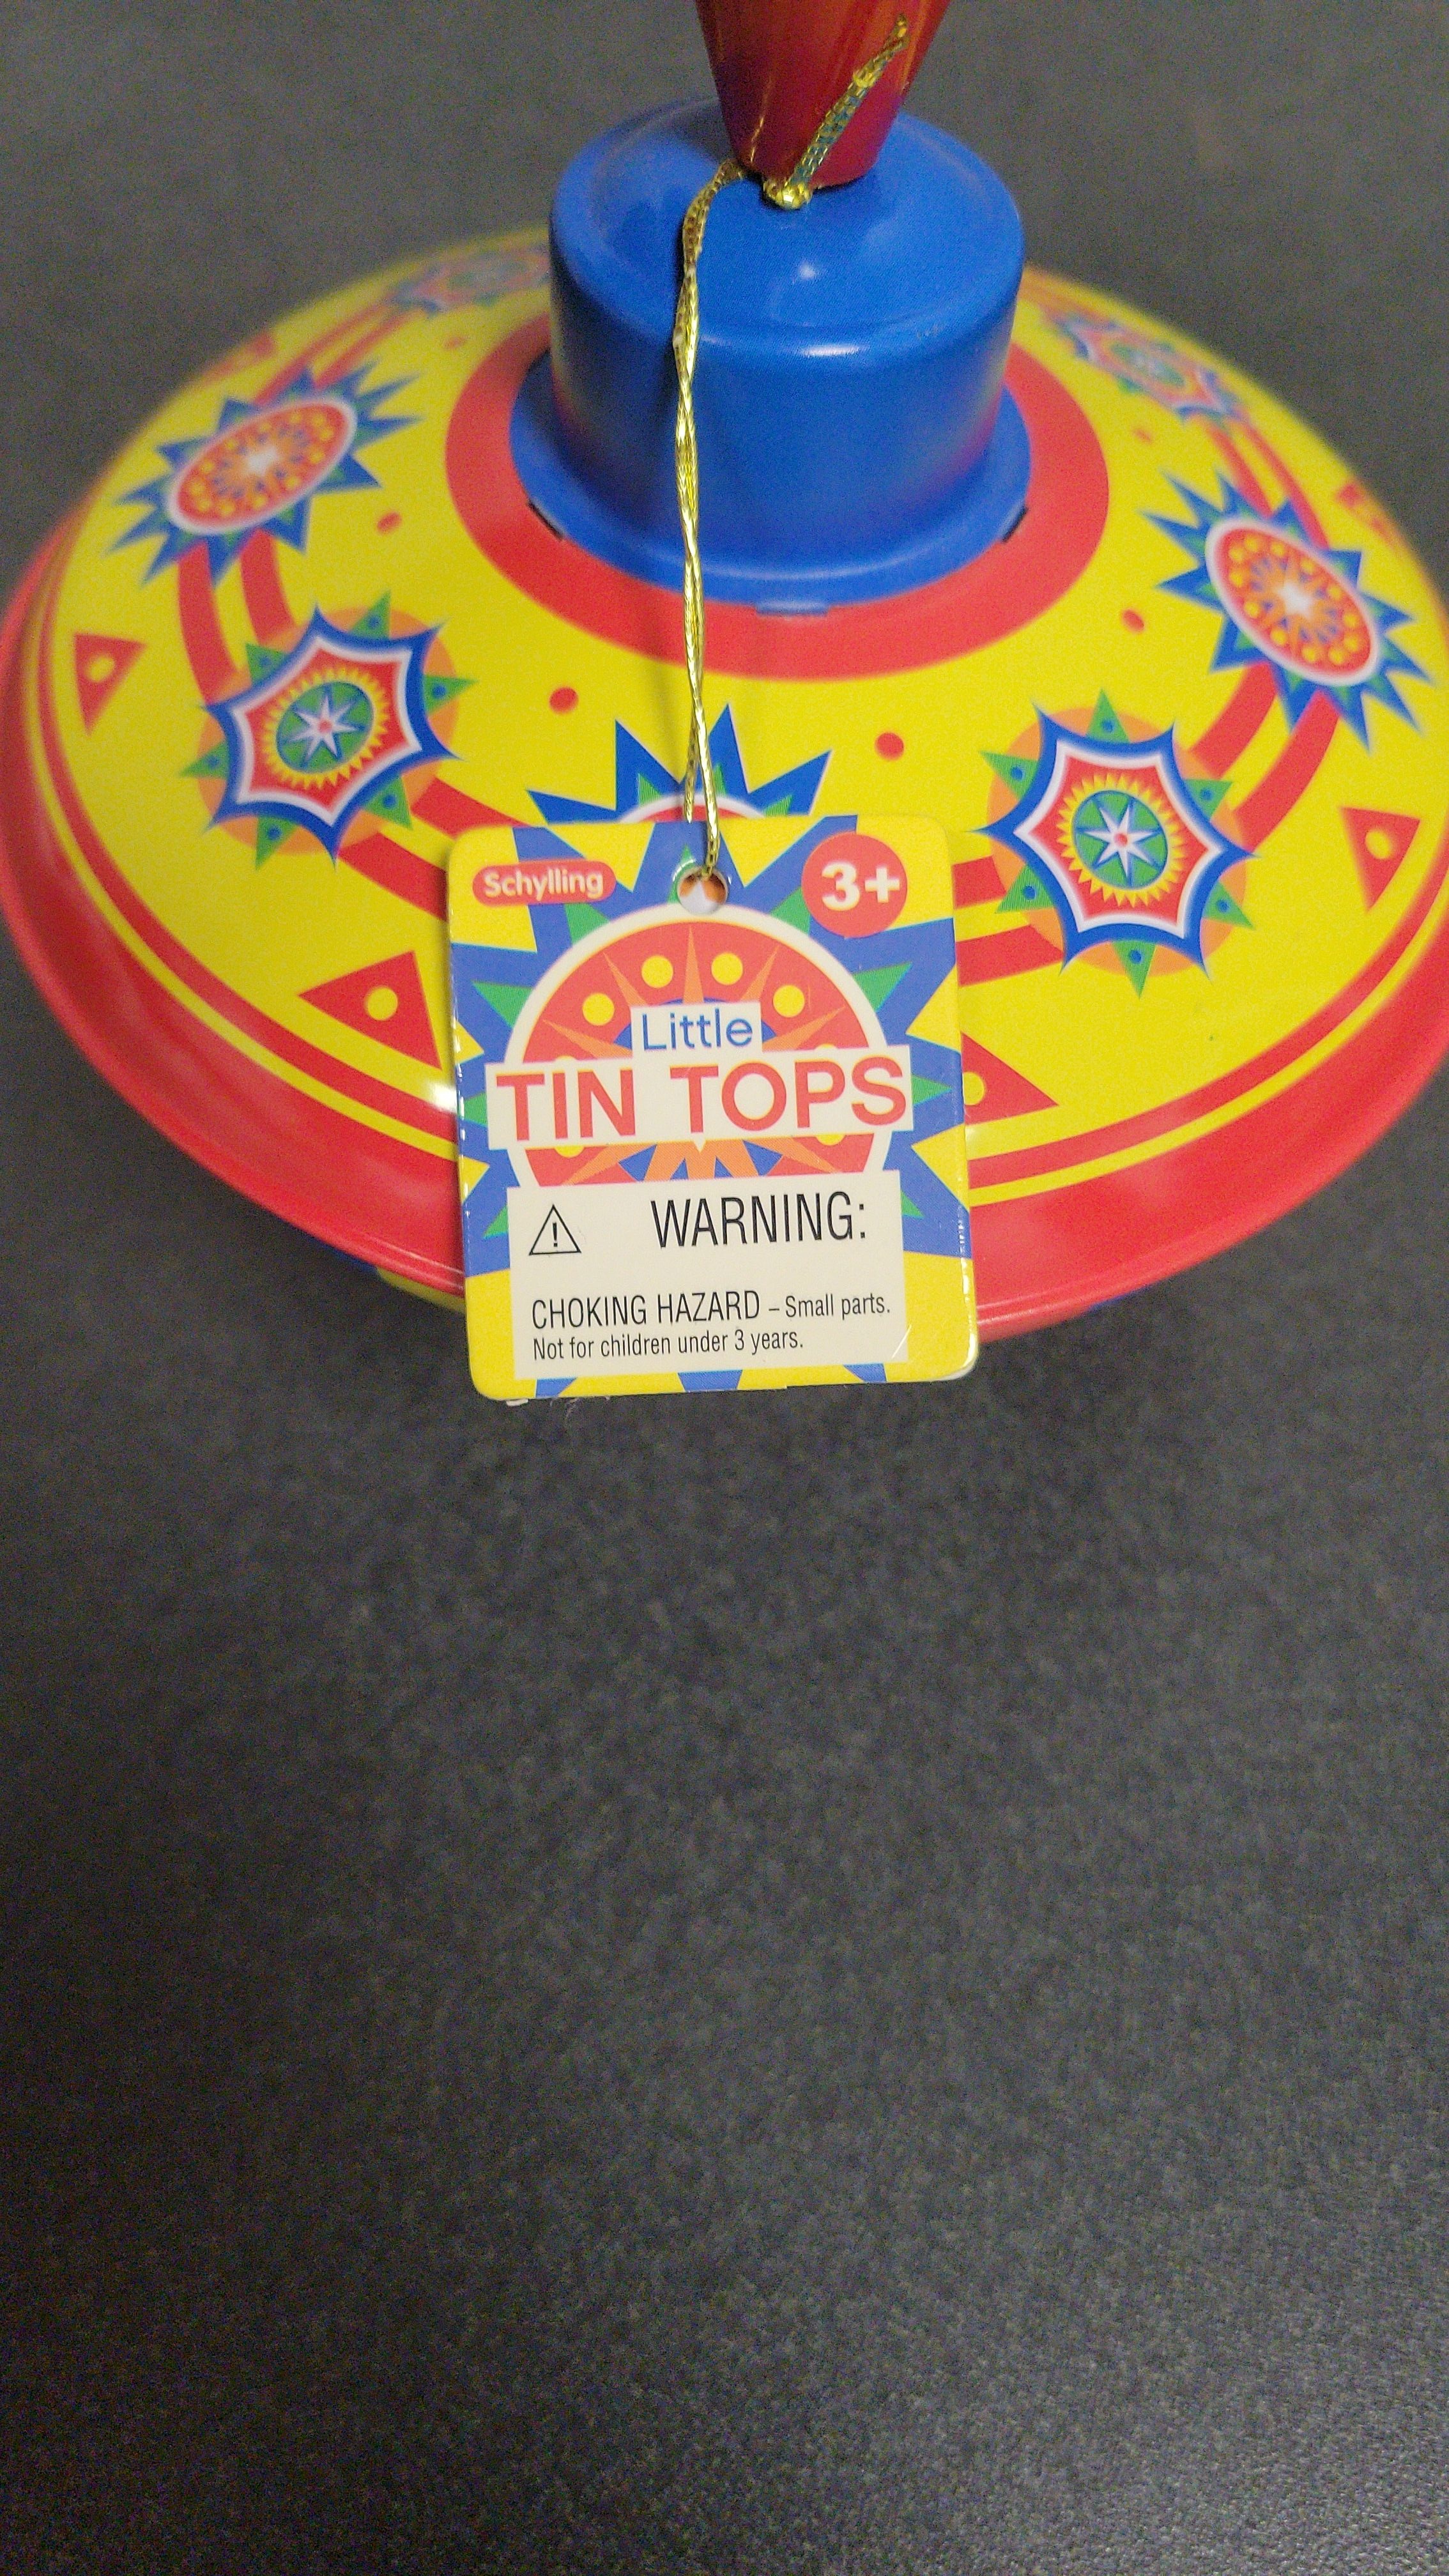 Schylling
3+
Little
TIN TOPS
WARNING:
CHOKING HAZARD – Small parts.
Not for children under 3 years.